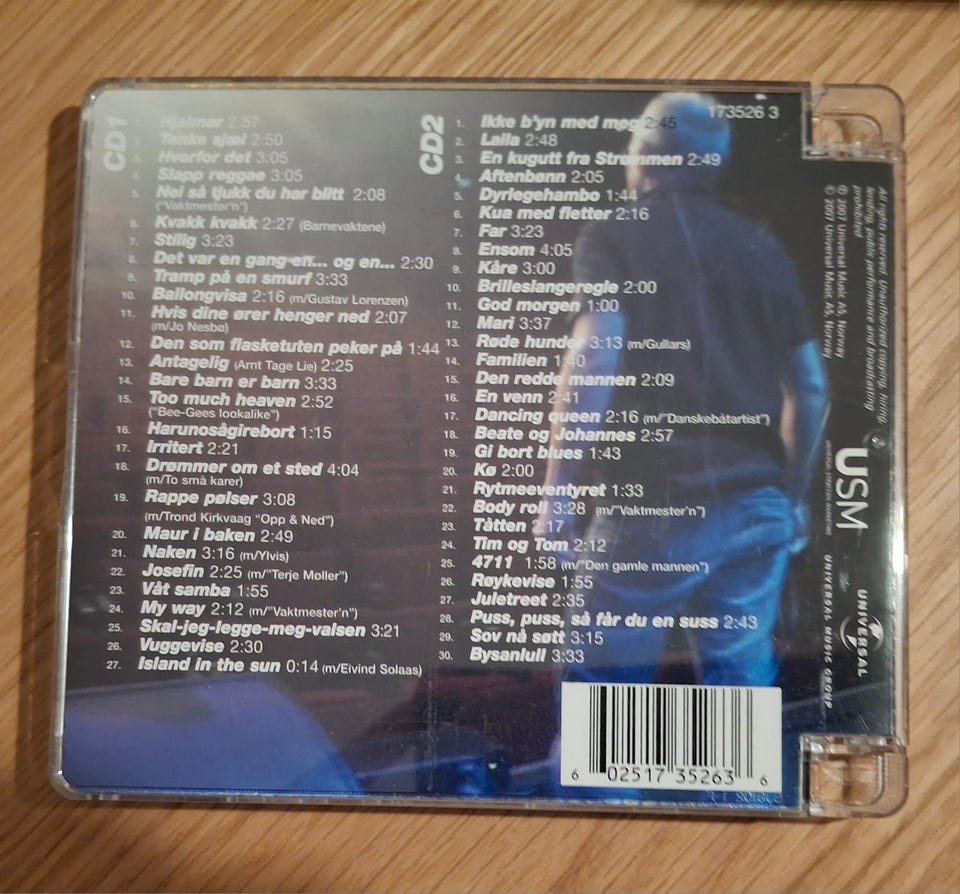 CD1
1. Hjalmar 2:57
2. Tenke sjæl 2:50
3. Hvorfor det 3:05
4. Slapp reggae 3:05
5. Nei så tjukk du har blitt 2:08
("Vaktmester'n")
6. Kvakk kvakk 2:27 (Barnevaktene)
7. Stilig 3:23
8. Det var en gang en... og en... 2:30
9. Tramp på en smurf 3:33
10. Ballongvisa 2:16 (m/Gustav Lorenzen)
11. Hvis dine ører henger ned 2:07
(m/Jo Nesbø)
12. Den som flasketuten peker på 1:44
13. Antagelig (Arnt Tage Lie) 2:25
14. Bare barn er barn 3:33
15. Too much heaven 2:52
("Bee-Gees lookalike")
16. Harunosågirebort 1:15
17. Irritert 2:21
18. Drømmer om et sted 4:04
(m/To små karer)
19. Rappe pølser 3:08
(m/Trond Kirkvaag "Opp & Ned")
20. Maur i baken 2:49
21. Naken 3:16 (m/Ylvis)
22. Josefin 2:25 (m/"Terje Møller")
23. Våt samba 1:55
24. My way 2:12 (m/"Vaktmester'n")
25. Skal-jeg-legge-meg-valsen 3:21
26. Vuggevise 2:30
27. Island in the sun 0:14 (m/Eivind Solaas)
CD2
1. Ikke b'yn med meg 2:45
2. Laila 2:48
3. En kugutt fra Strømmen 2:49
4. Aftenbønn 2:05
5. Dyrlegehambo 1:44
6. Kua med fletter 2:16
7. Far 3:23
8. Ensom 4:05
9. Kåre 3:00
10. Brilleslangeregle 2:00
11. God morgen 1:00
12. Mari 3:37
13. Røde hunder 3:13 (m/Gullars)
14. Familien 1:40
15. Den redde mannen 2:09
16. En venn 2:41
17. Dancing queen 2:16 (m/"Danskebåtartist")
18. Beate og Johannes 2:57
19. Gi bort blues 1:43
20. Kø 2:00
21. Rytmeeventyret 1:33
22. Body roll 3:28 (m/"Vaktmester'n")
23. Tåtten 2:17
24. Tim og Tom 2:12
25. 4711 1:58 (m/"Den gamle mannen")
26. Røykevise 1:55
27. Juletreet 2:35
28. Puss, puss, så får du en suss 2:43
29. Sov nå søtt 3:15
30. Bysanlull 3:33
173526 3
All rights reserved. Unauthorized copying, hiring,
lending, public performance and broadcasting
prohibited.
℗ 2007 Universal Music AS, Norway
© 2007 Universal Music AS, Norway
USM
UNIVERSAL
UNIVERSAL MUSIC GROUP
6 02517 35263 6